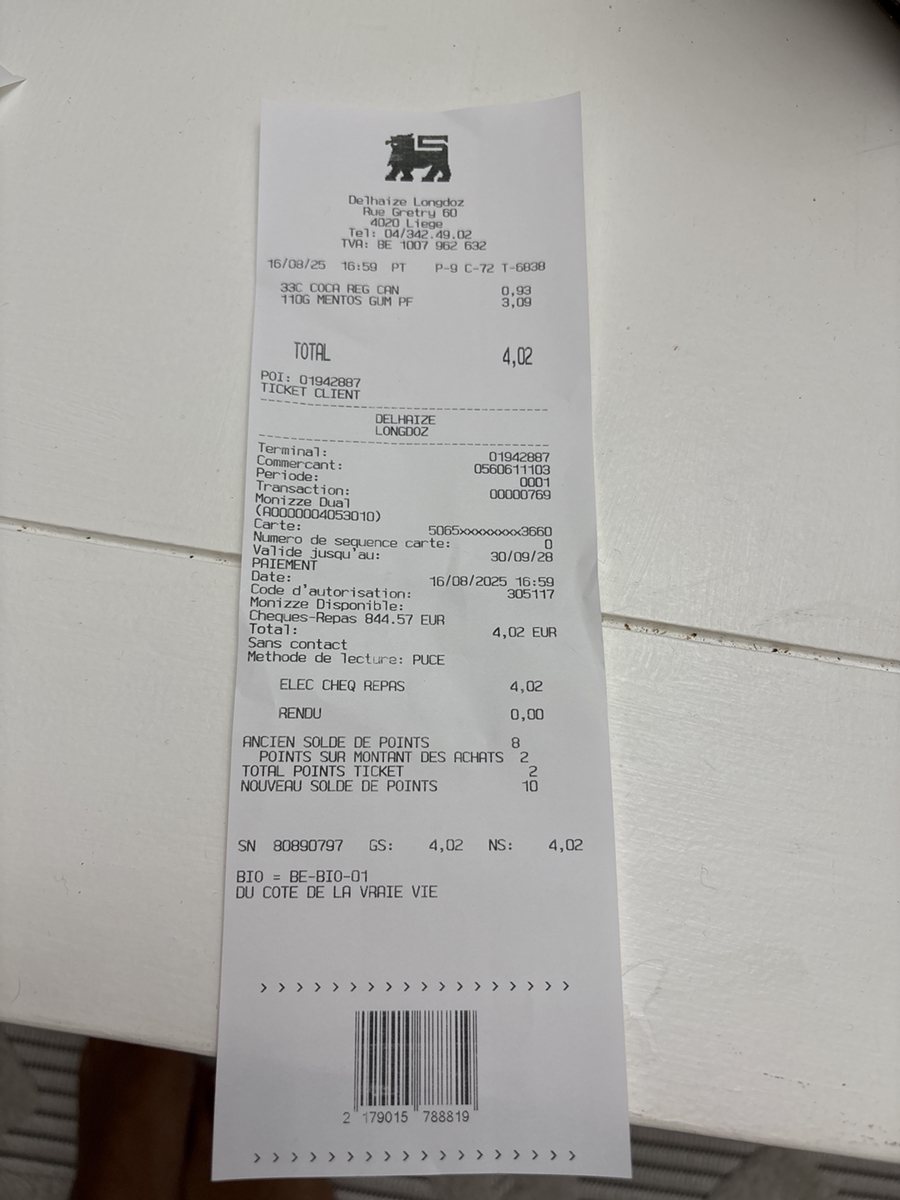 Delhaize Longdoz
Rue Gretry 60
4020 Liege
Tel: 04/342.49.02
TVA: BE 1007 962 632
16/08/25 16:59 PT P-9 C-72 T-6838
33C COCA REG CAN 0,93
110G MENTOS GUM PF 3,09
TOTAL 4,02
POI: 01942887
TICKET CLIENT
--------------------------------
DELHAIZE
LONGDOZ
--------------------------------
Terminal: 01942887
Commercant: 0560611103
Periode: 0001
Transaction: 00000769
Monizze Dual
(A0000004053010)
Carte: 5065xxxxxxxx3660
Numero de sequence carte: 0
Valide jusqu'au: 30/09/28
PAIEMENT
Date: 16/08/2025 16:59
Code d'autorisation: 305117
Monizze Disponible:
Cheques-Repas 844.57 EUR
Total: 4,02 EUR
Sans contact
Methode de lecture: PUCE
ELEC CHEQ REPAS 4,02
RENDU 0,00
ANCIEN SOLDE DE POINTS 8
POINTS SUR MONTANT DES ACHATS 2
TOTAL POINTS TICKET 2
NOUVEAU SOLDE DE POINTS 10
SN 80890797 GS: 4,02 NS: 4,02
BIO = BE-BIO-01
DU COTE DE LA VRAIE VIE
> > > > > > > > > > > > > > > > > >
2 179015 788819
> > > > > > > > > > > > > > > > > > >